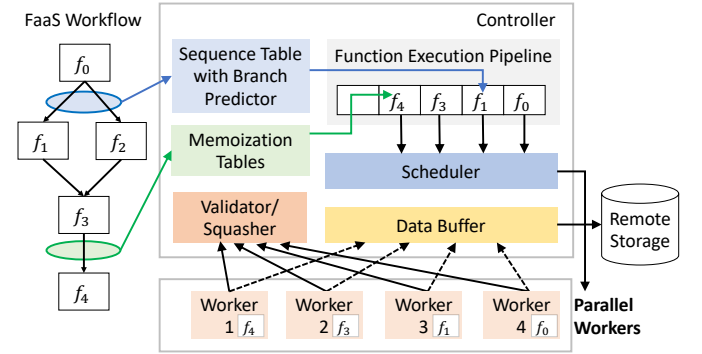 FaaS Workflow
Controller
f0
f1
f2
f3
f4
Sequence Table
with Branch
Predictor
Memoization
Tables
Function Execution Pipeline
f4
f3
f1
f0
Scheduler
Validator/
Squasher
Data Buffer
Remote
Storage
Worker
1 f4
Worker
2 f3
Worker
3 f1
Worker
4 f0
Parallel
Workers